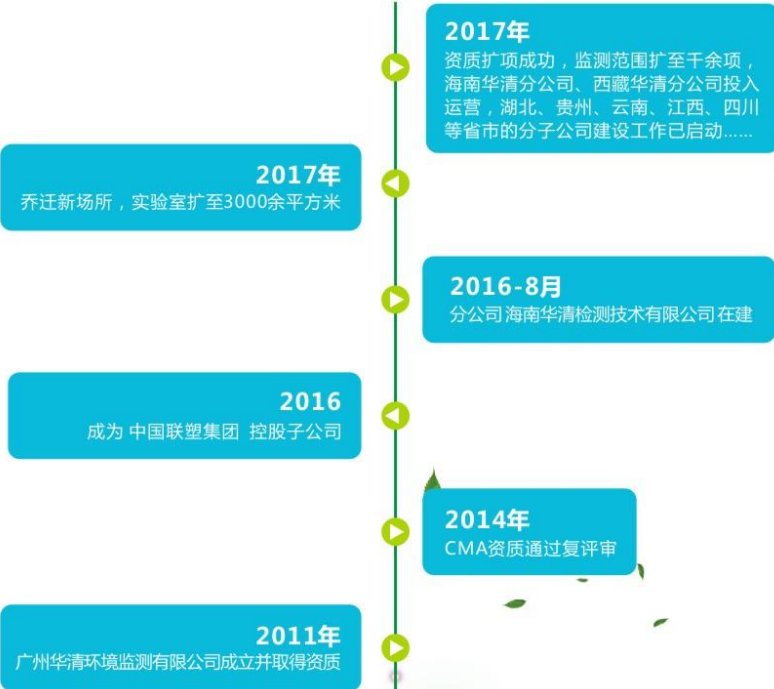 2017年
资质扩项成功，监测范围扩至千余项，
海南华清分公司、西藏华清分公司投入
运营，湖北、贵州、云南、江西、四川
等省市的分子公司建设工作已启动......
2017年
乔迁新场所，实验室扩至3000余平方米
2016-8月
分公司海南华清检测技术有限公司在建
2016
成为 中国联塑集团 控股子公司
2014年
CMA资质通过复评审
2011年
广州华清环境监测有限公司成立并取得资质